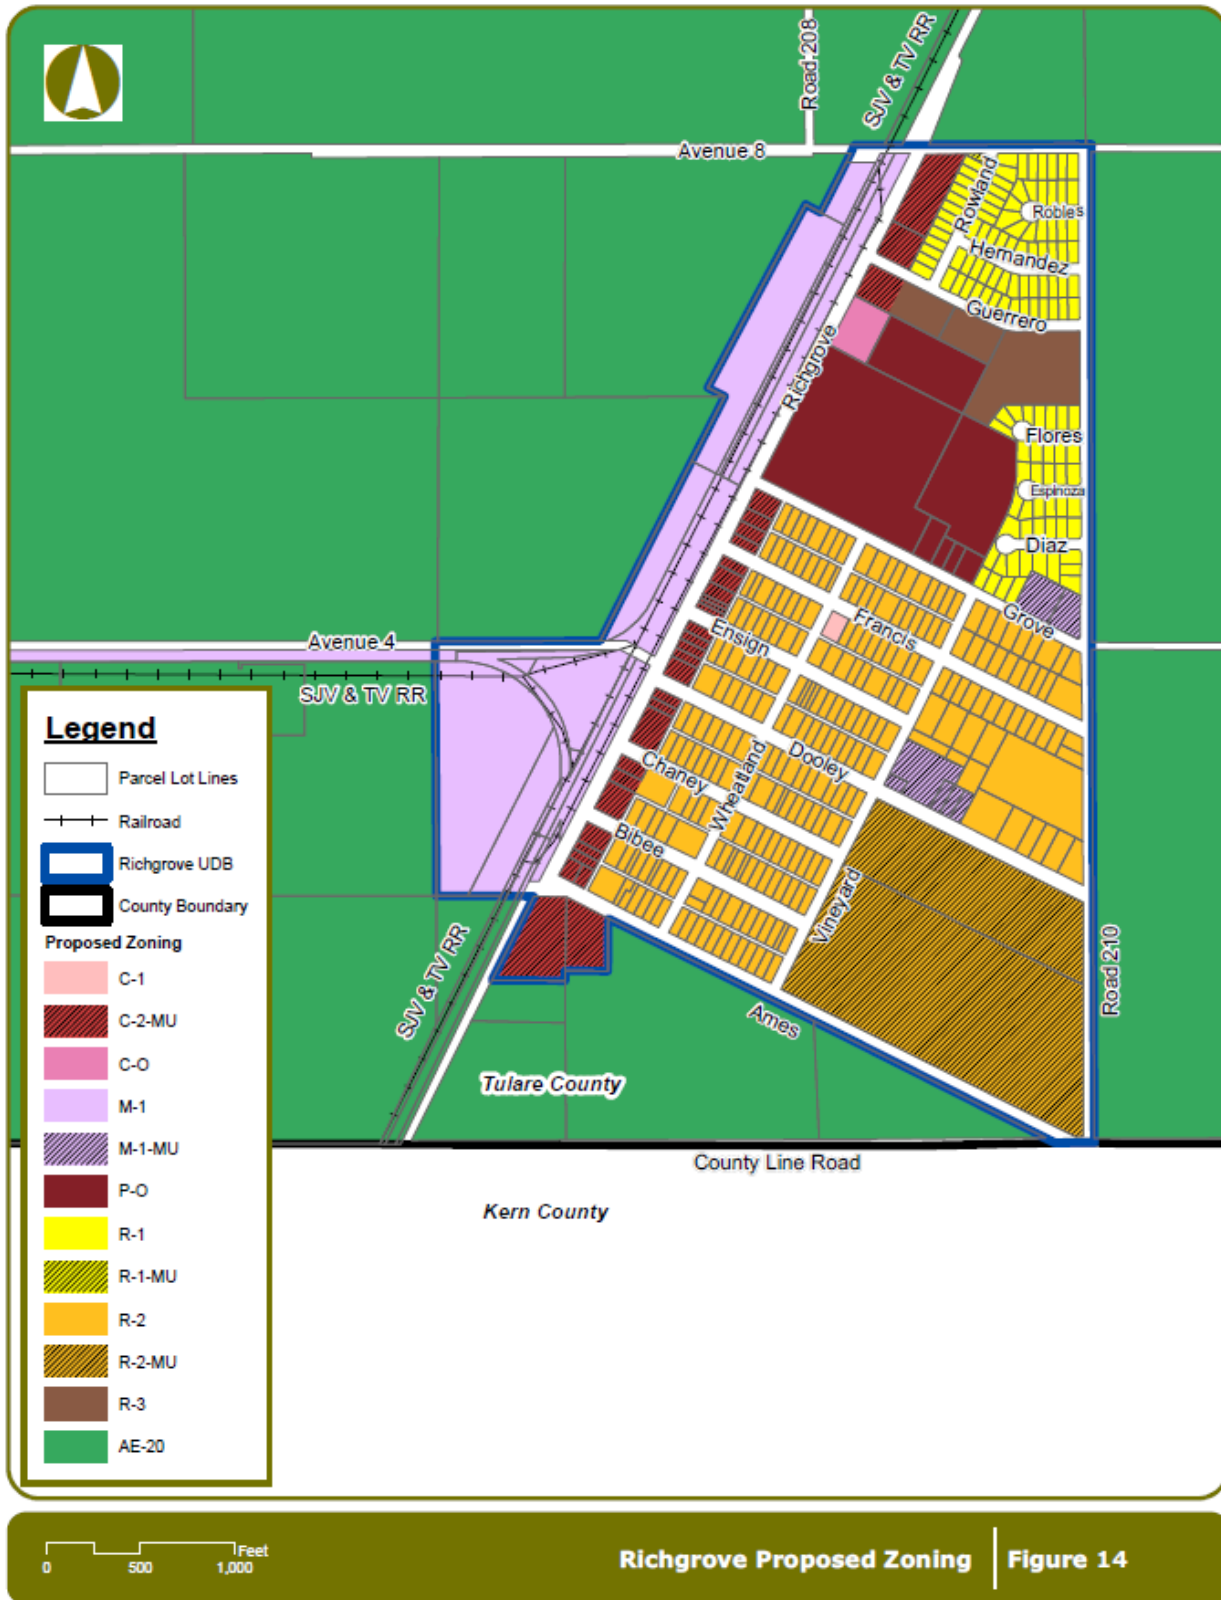 Road 208
SJV & TV RR
Avenue 8
Rowland
Robles
Hernandez
Guerrero
Richgrove
Flores
Espinoza
Diaz
Grove
Francis
Ensign
Avenue 4
SJV & TV RR
Dooley
Wheatland
Chaney
Bibee
Vineyard
Road 210
SJV & TV RR
Ames
Tulare County
County Line Road
Kern County
Legend
Parcel Lot Lines
Railroad
Richgrove UDB
County Boundary
Proposed Zoning
C-1
C-2-MU
C-O
M-1
M-1-MU
P-O
R-1
R-1-MU
R-2
R-2-MU
R-3
AE-20
Feet
0 500 1,000
Richgrove Proposed Zoning Figure 14